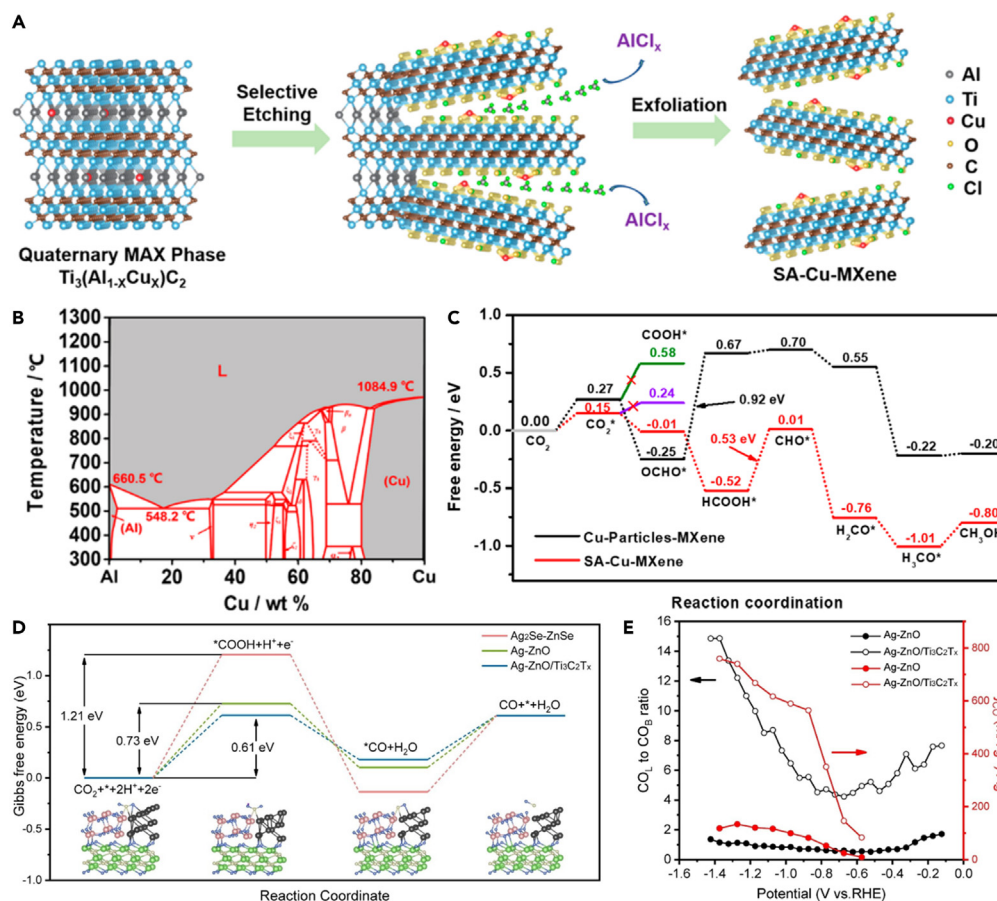 A
Selective
Etching
AlClx
Exfoliation
AlClx
Al
Ti
Cu
O
C
Cl
Quaternary MAX Phase
Ti3(Al1-xCux)C2
SA-Cu-MXene
B
Temperature / °C
1300
1200
1100
1000
900
800
700
600
500
400
300
L
1084.9 ℃
660.5 ℃
548.2 ℃
(Al)
(Cu)
β
Al 20 40 60 80 Cu
Cu / wt %
C
Free energy / eV
1.0
0.5
0.0
-0.5
-1.0
COOH*
0.58
0.67
0.70
0.55
0.27
0.24
0.15
0.92 eV
0.00
CO2
CO2*
-0.01
0.01
-0.25
OCHO*
0.53 eV
CHO*
-0.22
-0.20
-0.52
HCOOH*
-0.76
H2CO*
-1.01
H3CO*
-0.80
CH3OH
Cu-Particles-MXene
SA-Cu-MXene
Reaction coordination
D
Gibbs free energy (eV)
1.0
0.5
0.0
-0.5
-1.0
*COOH+H++e-
Ag2Se-ZnSe
Ag-ZnO
Ag-ZnO/Ti3C2Tx
1.21 eV
0.73 eV
0.61 eV
CO+*+H2O
*CO+H2O
CO2+*+2H++2e-
Reaction Coordinate
E
COL to COB ratio
16
14
12
10
8
6
4
2
0
Ag-ZnO
Ag-ZnO/Ti3C2Tx
Ag-ZnO
Ag-ZnO/Ti3C2Tx
800
600
400
200
0
-1.6 -1.4 -1.2 -1.0 -0.8 -0.6 -0.4 -0.2 0.0
Potential (V vs.RHE)